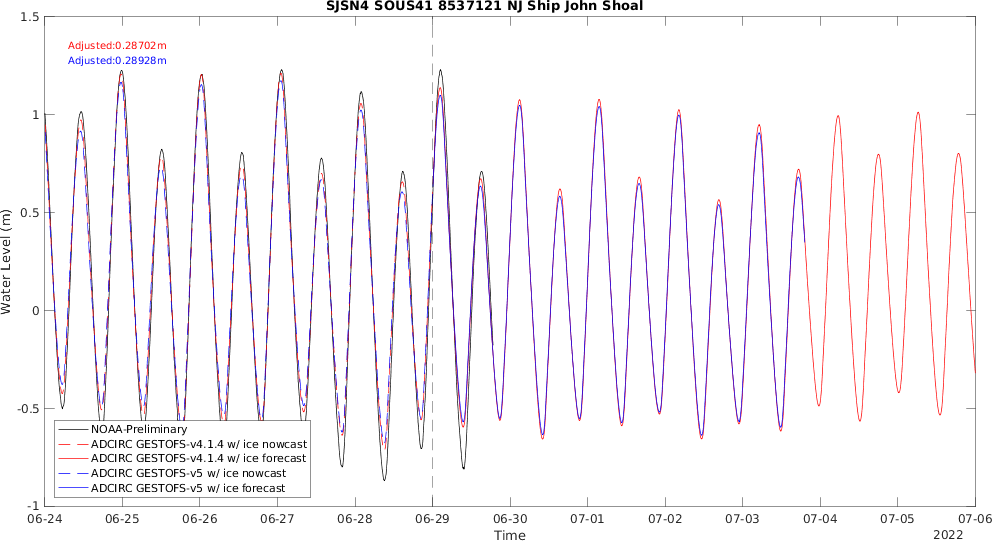 SJSN4 SOUS41 8537121 NJ Ship John Shoal
Adjusted:0.28702m
Adjusted:0.28928m
1.5
1
0.5
0
-0.5
-1
Water Level (m)
NOAA-Preliminary
ADCIRC GESTOFS-v4.1.4 w/ ice nowcast
ADCIRC GESTOFS-v4.1.4 w/ ice forecast
ADCIRC GESTOFS-v5 w/ ice nowcast
ADCIRC GESTOFS-v5 w/ ice forecast
06-24 06-25 06-26 06-27 06-28 06-29 06-30 07-01 07-02 07-03 07-04 07-05 07-06
Time
2022